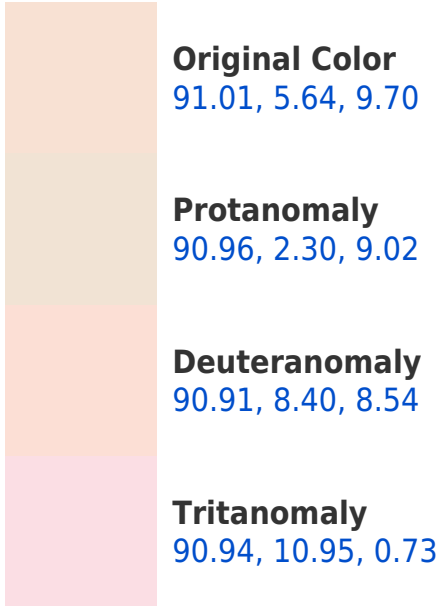 Original Color
91.01, 5.64, 9.70
Protanomaly
90.96, 2.30, 9.02
Deuteranomaly
90.91, 8.40, 8.54
Tritanomaly
90.94, 10.95, 0.73